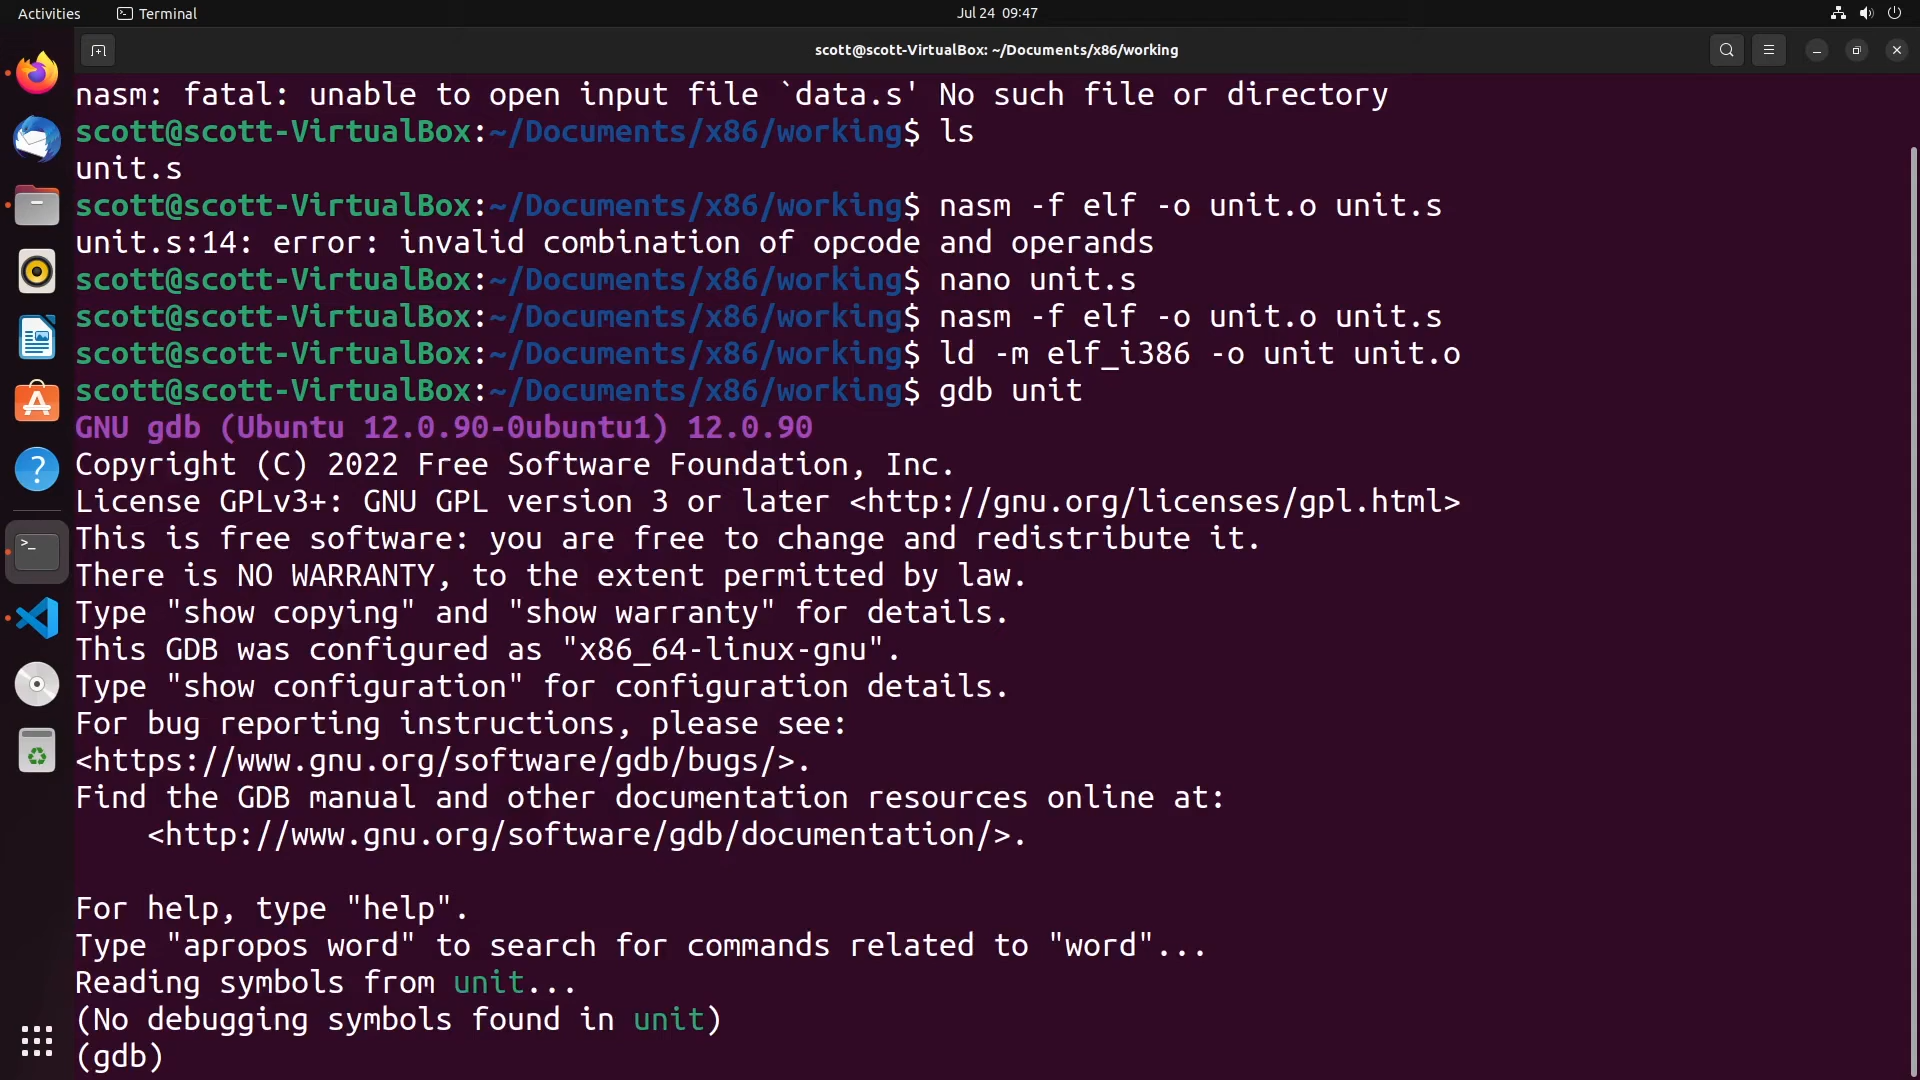 Activities
Terminal
Jul 24 09:47
scott@scott-VirtualBox: ~/Documents/x86/working
nasm: fatal: unable to open input file `data.s' No such file or directory
scott@scott-VirtualBox:~/Documents/x86/working$ ls
unit.s
scott@scott-VirtualBox:~/Documents/x86/working$ nasm -f elf -o unit.o unit.s
unit.s:14: error: invalid combination of opcode and operands
scott@scott-VirtualBox:~/Documents/x86/working$ nano unit.s
scott@scott-VirtualBox:~/Documents/x86/working$ nasm -f elf -o unit.o unit.s
scott@scott-VirtualBox:~/Documents/x86/working$ ld -m elf_i386 -o unit unit.o
scott@scott-VirtualBox:~/Documents/x86/working$ gdb unit
GNU gdb (Ubuntu 12.0.90-0ubuntu1) 12.0.90
Copyright (C) 2022 Free Software Foundation, Inc.
License GPLv3+: GNU GPL version 3 or later <http://gnu.org/licenses/gpl.html>
This is free software: you are free to change and redistribute it.
There is NO WARRANTY, to the extent permitted by law.
Type "show copying" and "show warranty" for details.
This GDB was configured as "x86_64-linux-gnu".
Type "show configuration" for configuration details.
For bug reporting instructions, please see:
<https://www.gnu.org/software/gdb/bugs/>.
Find the GDB manual and other documentation resources online at:
    <http://www.gnu.org/software/gdb/documentation/>.

For help, type "help".
Type "apropos word" to search for commands related to "word"...
Reading symbols from unit...
(No debugging symbols found in unit)
(gdb)